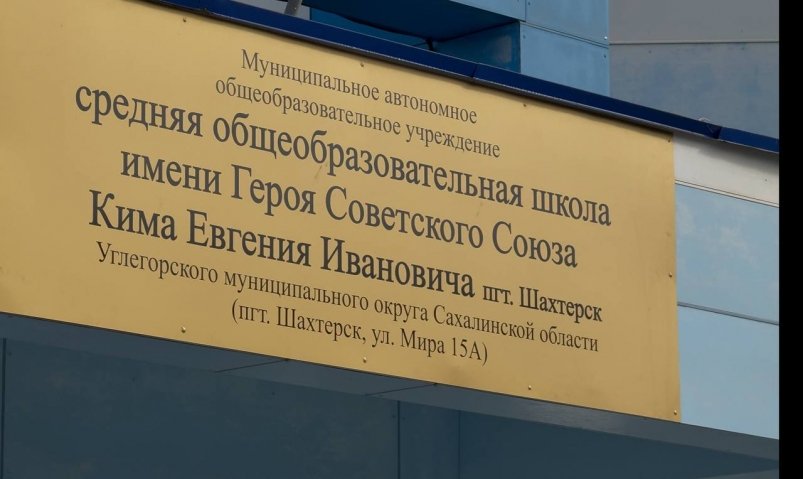 Муниципальное автономное
общеобразовательное учреждение
средняя общеобразовательная школа
имени Героя Советского Союза
Кима Евгения Ивановича пгт. Шахтерск
Углегорского муниципального округа Сахалинской области
(пгт. Шахтерск, ул. Мира 15А)